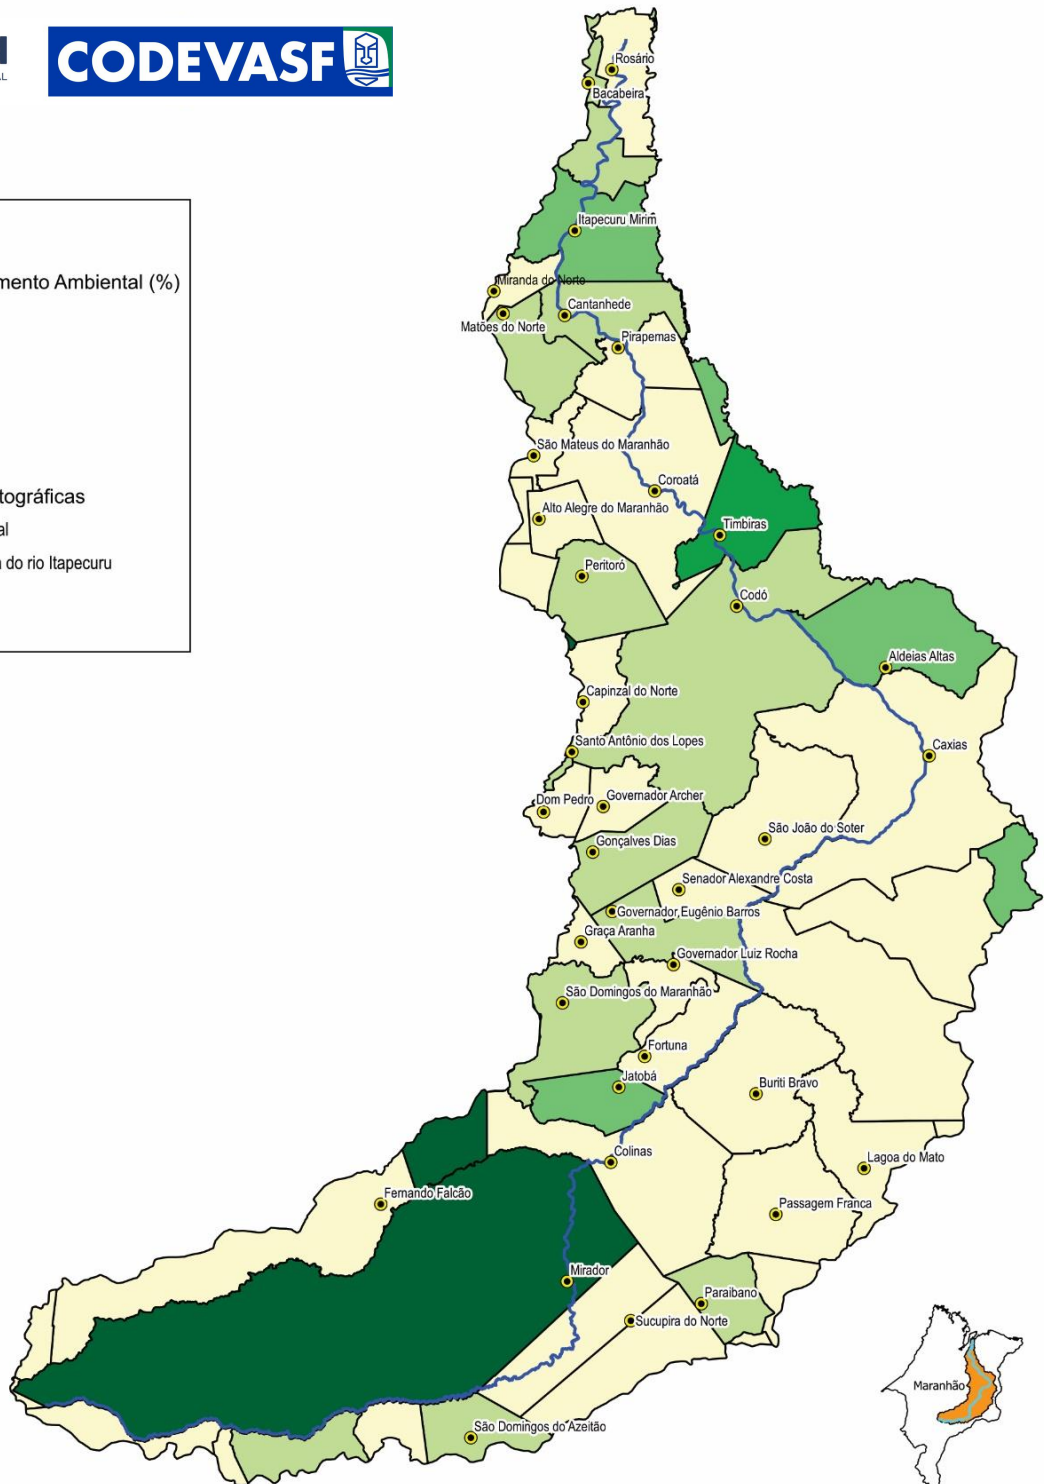 AL
CODEVASF
mento Ambiental (%)
tográficas
al
do rio Itapecuru
Rosário
Bacabeira
Itapecuru Mirim
Miranda do Norte
Cantanhede
Matões do Norte
Pirapemas
São Mateus do Maranhão
Coroatá
Alto Alegre do Maranhão
Timbiras
Peritoró
Codó
Aldeias Altas
Capinzal do Norte
Santo Antônio dos Lopes
Caxias
Dom Pedro
Governador Archer
São João do Soter
Gonçalves Dias
Senador Alexandre Costa
Governador Eugênio Barros
Graça Aranha
Governador Luiz Rocha
São Domingos do Maranhão
Fortuna
Jatobá
Buriti Bravo
Colinas
Lagoa do Mato
Fernando Falcão
Passagem Franca
Mirador
Paraibano
Sucupira do Norte
Maranhão
São Domingos do Azeitão